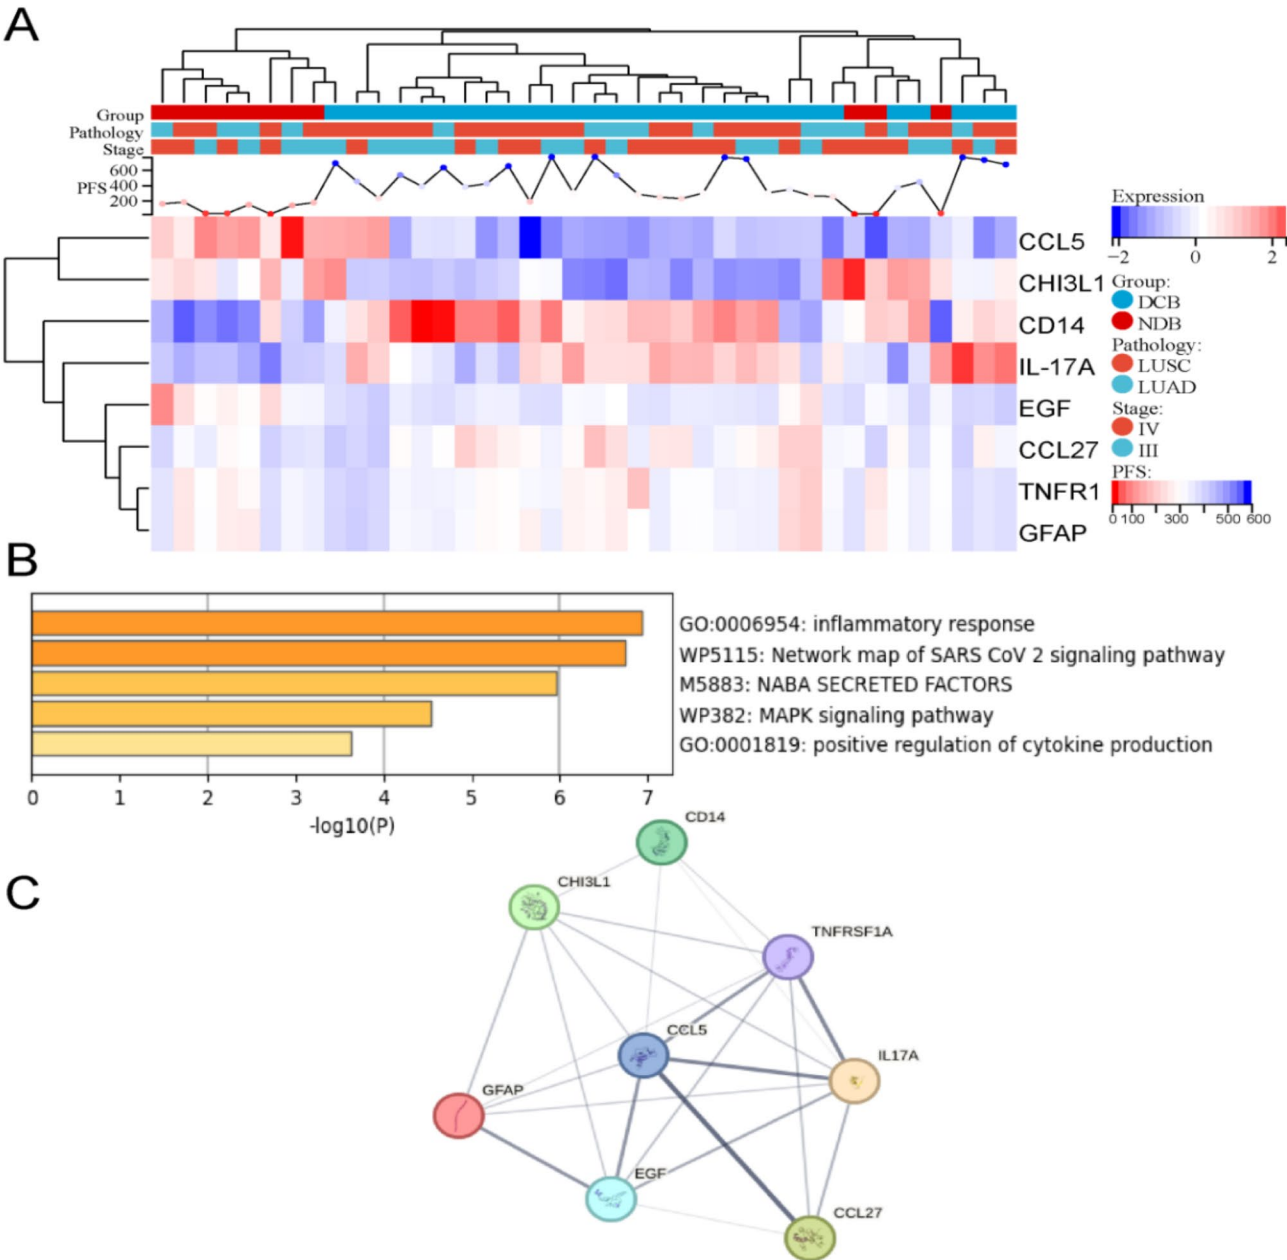 A
Group
Pathology
Stage
PFS
600
400
200
CCL5
CHI3L1
CD14
IL-17A
EGF
CCL27
TNFR1
GFAP
Expression
−2 0 2
Group:
DCB
NDB
Pathology:
LUSC
LUAD
Stage:
IV
III
PFS:
0 100 300 500 600
B
GO:0006954: inflammatory response
WP5115: Network map of SARS CoV 2 signaling pathway
M5883: NABA SECRETED FACTORS
WP382: MAPK signaling pathway
GO:0001819: positive regulation of cytokine production
0 1 2 3 4 5 6 7
-log10(P)
C
CD14
CHI3L1
TNFRSF1A
CCL5
IL17A
GFAP
EGF
CCL27